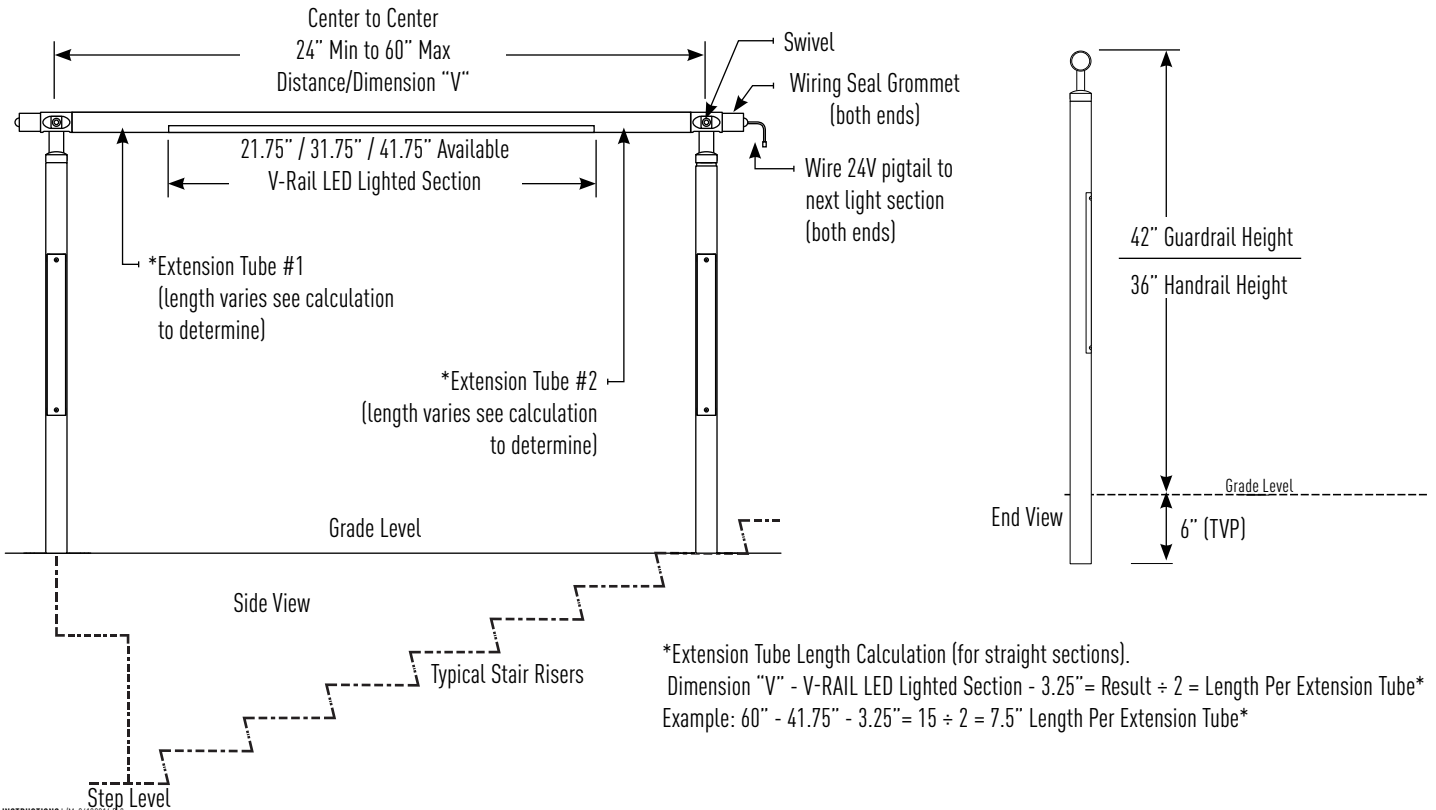 Center to Center
24” Min to 60” Max
Distance/Dimension “V“
Swivel
Wiring Seal Grommet
(both ends)
21.75” / 31.75” / 41.75” Available
V-Rail LED Lighted Section
Wire 24V pigtail to
next light section
(both ends)
*Extension Tube #1
(length varies see calculation
to determine)
*Extension Tube #2
(length varies see calculation
to determine)
42” Guardrail Height
36” Handrail Height
Grade Level
End View
6” (TYP)
Grade Level
Side View
Typical Stair Risers
Step Level
*Extension Tube Length Calculation (for straight sections).
Dimension “V” - V-RAIL LED Lighted Section - 3.25”= Result ÷ 2 = Length Per Extension Tube*
Example: 60” - 41.75” - 3.25”= 15 ÷ 2 = 7.5” Length Per Extension Tube*
INSTRUCTIONS